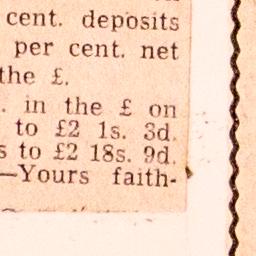 cent. deposits
per cent. net
the £.
. in the £ on
to £2 1s. 3d.
s to £2 18s. 9d.
—Yours faith-